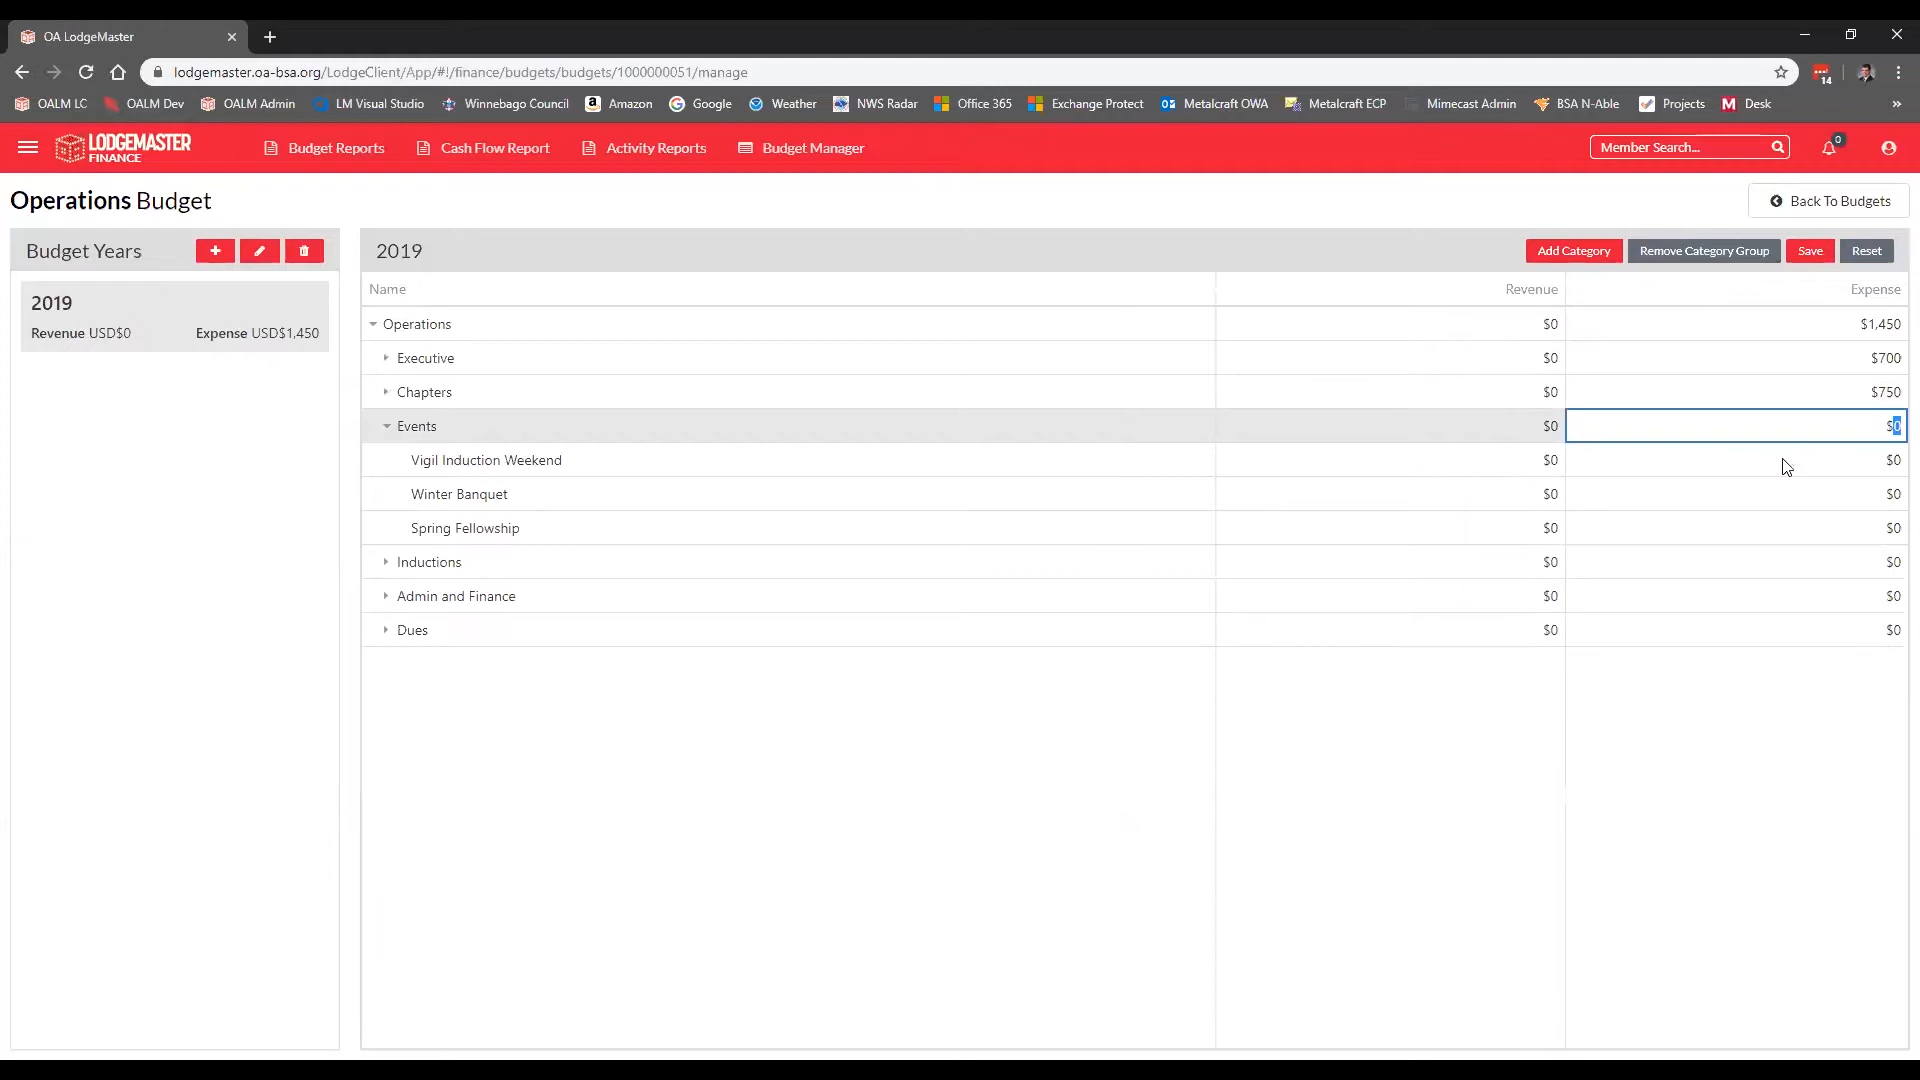 OA LodgeMaster
lodgemaster.oa-bsa.org/LodgeClient/App/#!/finance/budgets/budgets/1000000051/manage
14
OALM LC OALM Dev OALM Admin LM Visual Studio Winnebago Council Amazon Google Weather NWS Radar Office 365 Exchange Protect Metalcraft OWA Metalcraft ECP Mimecast Admin BSA N-Able Projects Desk
LODGEMASTER
FINANCE
Budget Reports Cash Flow Report Activity Reports Budget Manager Member Search... 0
Operations Budget Back To Budgets
Budget Years 2019 Add Category Remove Category Group Save Reset
Name Revenue Expense
2019
Revenue USD$0 Expense USD$1,450
Operations $0 $1,450
Executive $0 $700
Chapters $0 $750
Events $0 $0
Vigil Induction Weekend $0 $0
Winter Banquet $0 $0
Spring Fellowship $0 $0
Inductions $0 $0
Admin and Finance $0 $0
Dues $0 $0